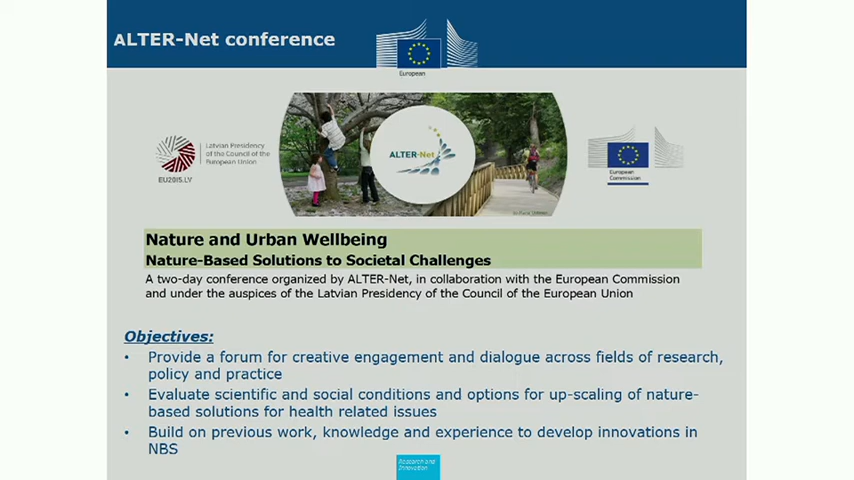 ALTER-Net conference
European
Latvian Presidency
of the Council of the
European Union
EU2015.LV
ALTER-Net
European
Commission
Nature and Urban Wellbeing
Nature-Based Solutions to Societal Challenges
A two-day conference organized by ALTER-Net, in collaboration with the European Commission
and under the auspices of the Latvian Presidency of the Council of the European Union
Objectives:
• Provide a forum for creative engagement and dialogue across fields of research,
policy and practice
• Evaluate scientific and social conditions and options for up-scaling of nature-
based solutions for health related issues
• Build on previous work, knowledge and experience to develop innovations in
NBS
Research and
Innovation